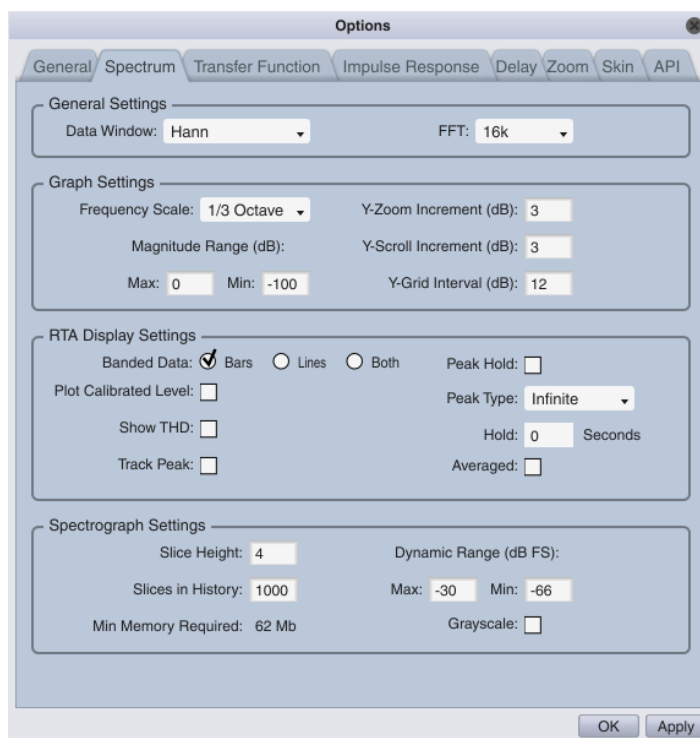 Options
General Spectrum Transfer Function Impulse Response Delay Zoom Skin API
General Settings
Data Window: Hann FFT: 16k
Graph Settings
Frequency Scale: 1/3 Octave Y-Zoom Increment (dB): 3
Magnitude Range (dB): Y-Scroll Increment (dB): 3
Max: 0 Min: -100 Y-Grid Interval (dB): 12
RTA Display Settings
Banded Data: Bars Lines Both Peak Hold:
Plot Calibrated Level: Peak Type: Infinite
Show THD: Hold: 0 Seconds
Track Peak: Averaged:
Spectrograph Settings
Slice Height: 4 Dynamic Range (dB FS):
Slices in History: 1000 Max: -30 Min: -66
Min Memory Required: 62 Mb Grayscale:
OK Apply